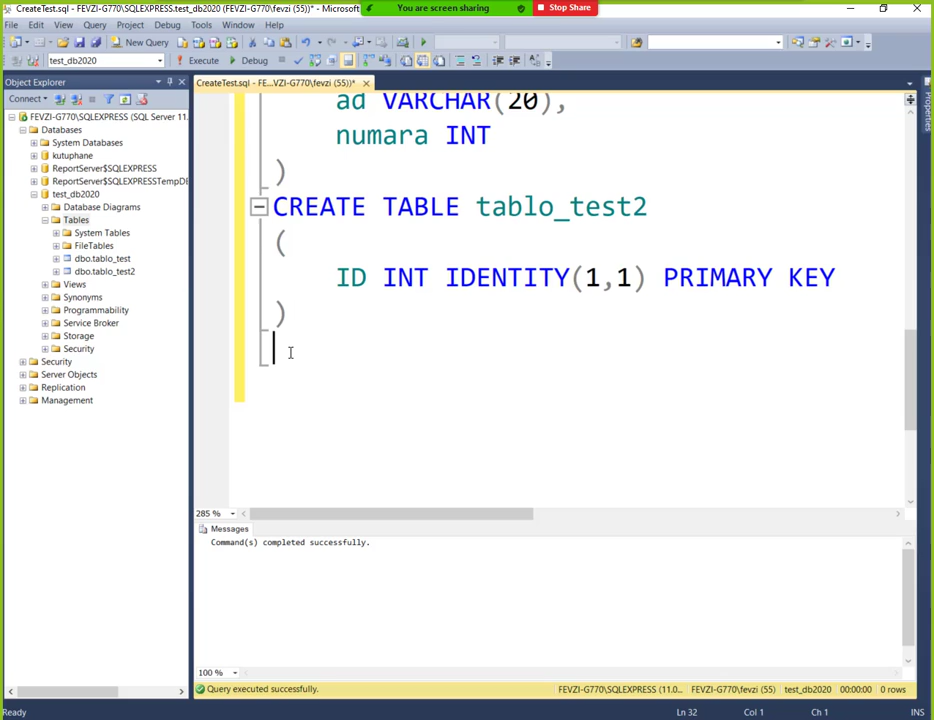 CreateTest.sql - FEVZI-G770\SQLEXPRESS.test_db2020 (FEVZI-G770\fevzi (55))* - Microsoft
You are screen sharing
Stop Share
File Edit View Query Project Debug Tools Window Help
New Query
test_db2020 Execute Debug
Object Explorer
CreateTest.sql - FE...VZI-G770\fevzi (55))*
Properties
Connect
FEVZI-G770\SQLEXPRESS (SQL Server 11.
Databases
System Databases
kutuphane
ReportServer$SQLEXPRESS
ReportServer$SQLEXPRESSTempDB
test_db2020
Database Diagrams
Tables
System Tables
FileTables
dbo.tablo_test
dbo.tablo_test2
Views
Synonyms
Programmability
Service Broker
Storage
Security
Security
Server Objects
Replication
Management
ad VARCHAR(20),
numara INT
)
CREATE TABLE tablo_test2
(
ID INT IDENTITY(1,1) PRIMARY KEY
)
285 %
Messages
Command(s) completed successfully.
100 %
Query executed successfully.
FEVZI-G770\SQLEXPRESS (11.0... FEVZI-G770\fevzi (55) test_db2020 00:00:00 0 rows
Ready Ln 32 Col 1 Ch 1 INS